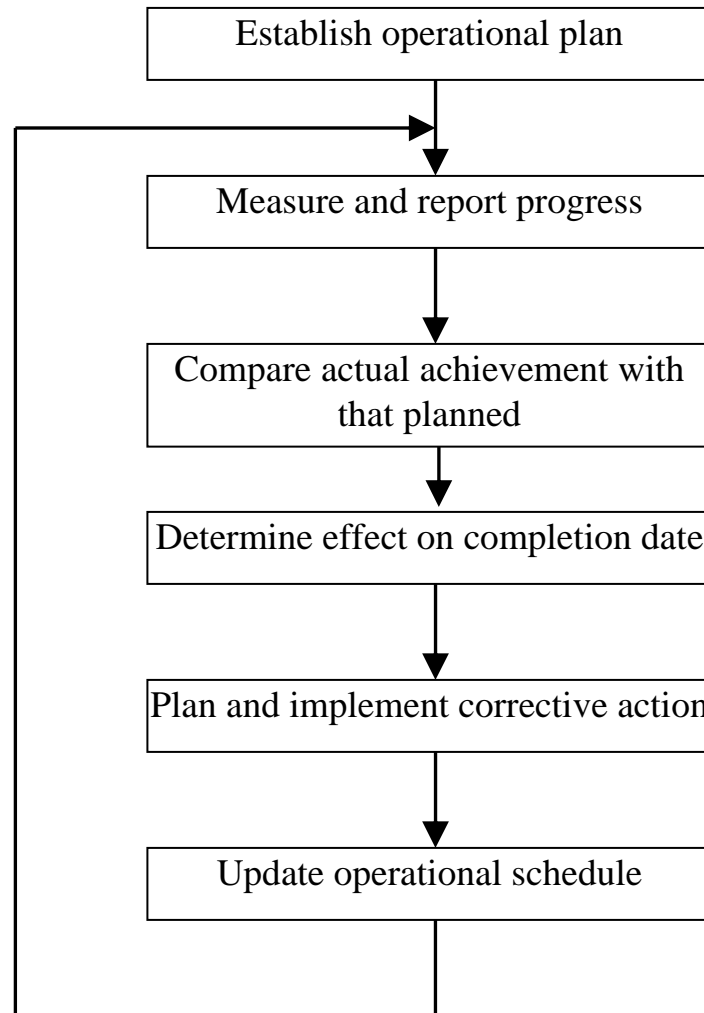 Establish operational plan
Measure and report progress
Compare actual achievement with
that planned
Determine effect on completion date
Plan and implement corrective action
Update operational schedule